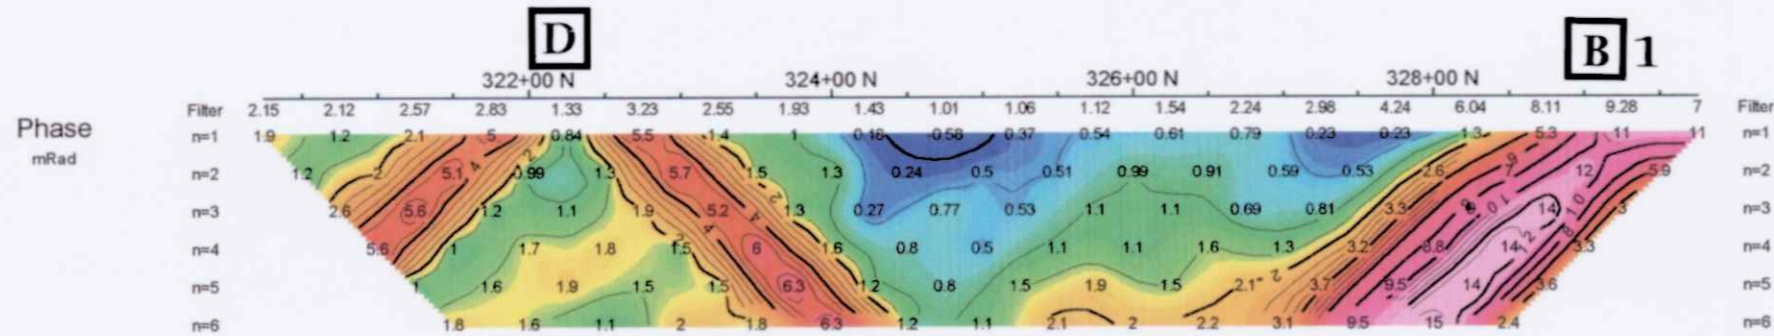 D
B 1
322+00 N 324+00 N 326+00 N 328+00 N
Filter 2.15 2.12 2.57 2.83 1.33 3.23 2.55 1.93 1.43 1.01 1.06 1.12 1.54 2.24 2.96 4.24 6.04 8.11 9.28 7 Filter
Phase
mRad
n=1 1.9 1.2 2.1 5 0.84 5.5 1.4 1 0.18 -0.58 0.37 0.54 0.61 0.79 0.23 0.23 1.3 5.3 11 11 n=1
n=2 1.2 2 5.1 4 2 0.99 1.3 5.7 1.5 1.3 0.24 0.5 0.51 0.99 0.91 0.59 0.53 2.6 7 12 5.9 n=2
n=3 2.6 5.6 1.2 1.1 1.9 5.2 4 2 1.3 0.27 0.77 0.53 1.1 1.1 0.69 0.81 3.3 10 14 10 3 n=3
n=4 5.6 1 1.7 1.8 1.5 6 1.6 0.8 0.5 1.1 1.1 1.6 1.3 3.2 8.8 14 8 3.3 n=4
n=5 1 1.6 1.9 1.5 1.5 6.3 1.2 0.8 1.5 1.9 1.5 2.1 2 3.7 9.5 14 3.6 n=5
n=6 1.8 1.6 1.1 2 1.8 6.3 1.2 1.1 2.1 2 2.2 3.1 9.5 15 2.4 n=6